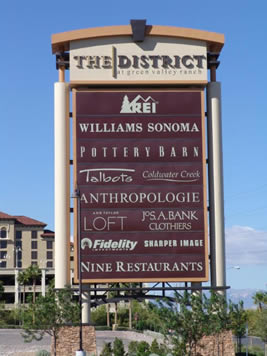 THE DISTRICT
at green valley ranch
REI
WILLIAMS SONOMA
POTTERY BARN
Talbots Coldwater Creek
ANTHROPOLOGIE
ANN TAYLOR
LOFT
JOS. A. BANK
CLOTHIERS
Fidelity
SHARPER IMAGE
NINE RESTAURANTS